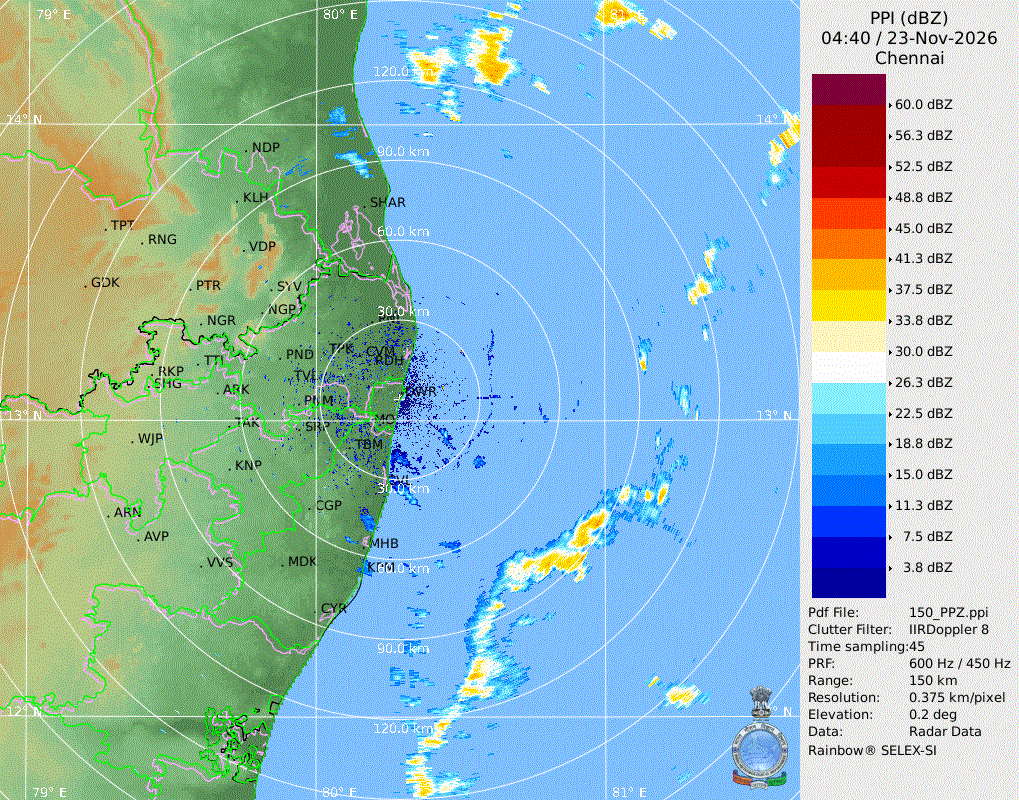 79° E
80° E
81
120.0 km
14° N
14° N
NDP
90.0 km
KLH
SHAR
TPT
RNG
60.0 km
VDP
GDK
PTR
SYV
NGP
30.0 km
NGR
TPK
CVM
PND
RDH
TTI
RKP
SHG
TVL
ARK
13° N
13° N
TAK
SRP
WJP
TBM
KNP
30.0 km
CGP
ARN
AVP
MHB
VVS
MDK
60.0 km
CYR
90.0 km
12° N
120.0 km
79° E
80° E
81° E
PPI (dBZ)
04:40 / 23-Nov-2026
Chennai
60.0 dBZ
56.3 dBZ
52.5 dBZ
48.8 dBZ
45.0 dBZ
41.3 dBZ
37.5 dBZ
33.8 dBZ
30.0 dBZ
26.3 dBZ
22.5 dBZ
18.8 dBZ
15.0 dBZ
11.3 dBZ
7.5 dBZ
3.8 dBZ
Pdf File: 150_PPZ.ppi
Clutter Filter: IIRDoppler 8
Time sampling:45
PRF: 600 Hz / 450 Hz
Range: 150 km
Resolution: 0.375 km/pixel
Elevation: 0.2 deg
Data: Radar Data
Rainbow® SELEX-SI